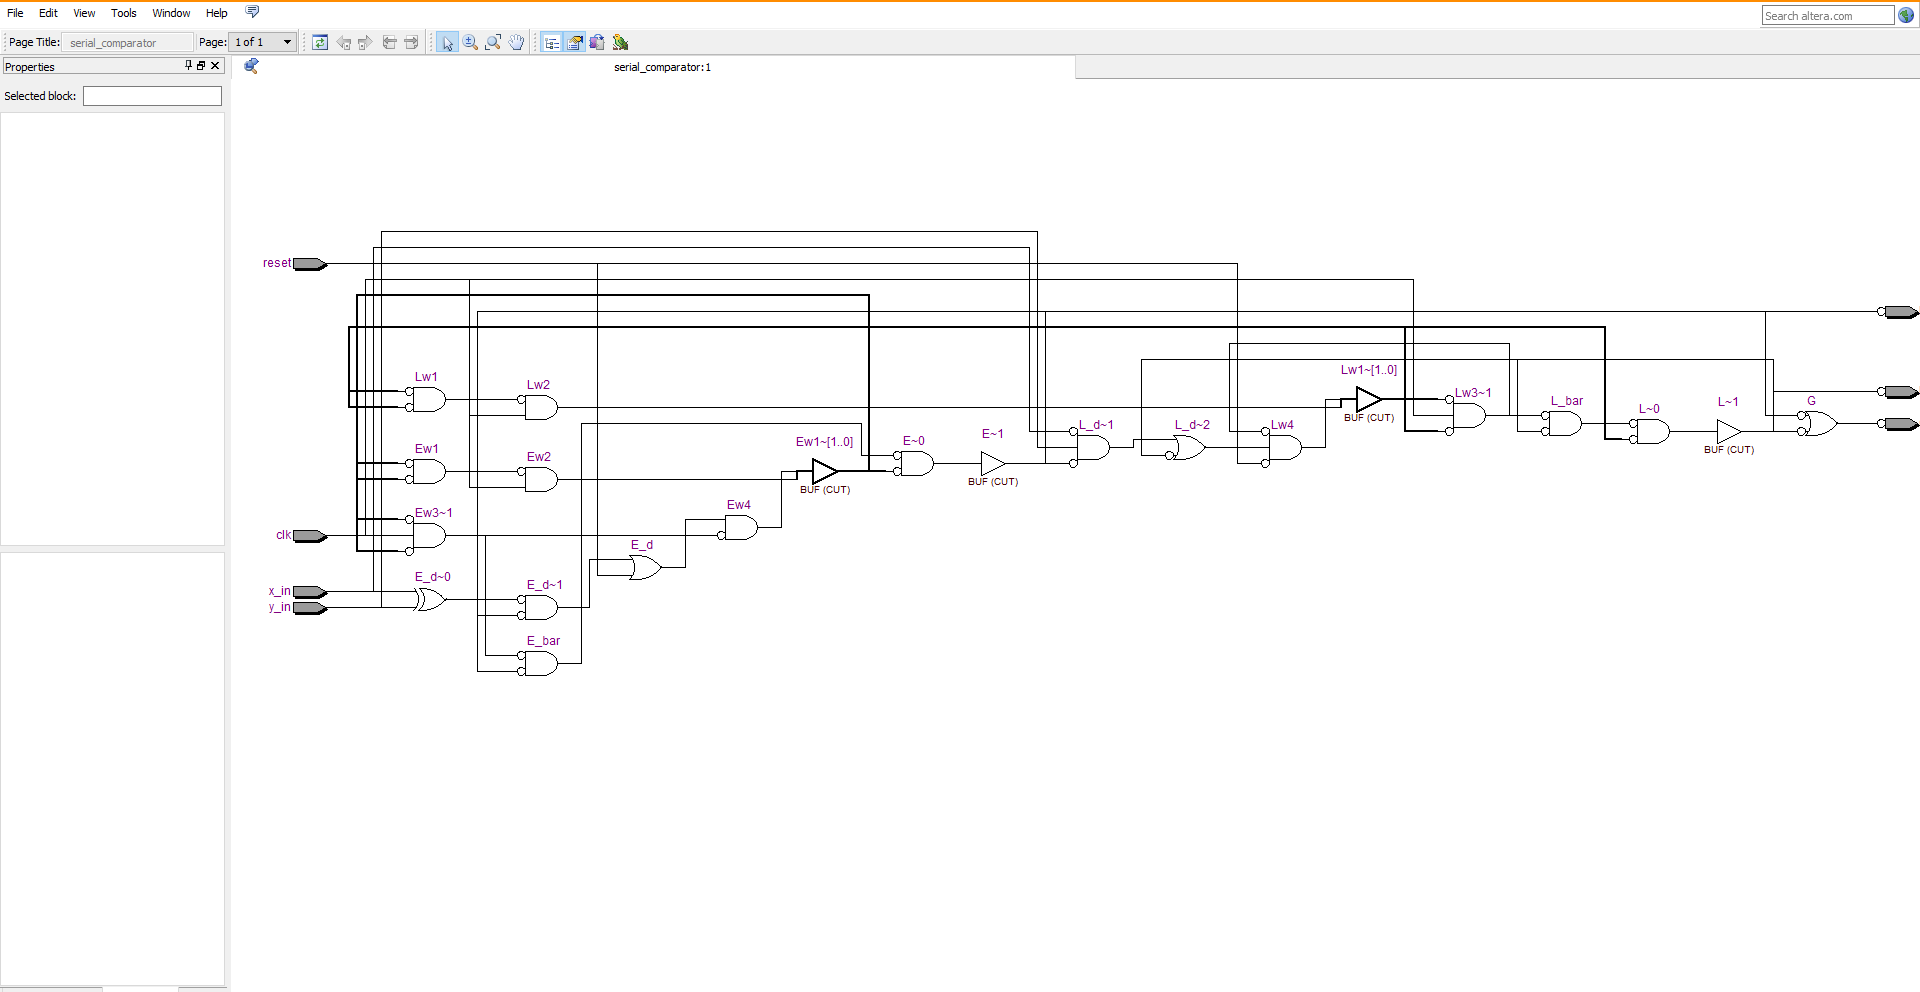 File Edit View Tools Window Help
Search altera.com
Page Title: serial_comparator Page: 1 of 1
Properties
serial_comparator:1
Selected block:
reset
Lw1~[1..0]
Lw1
Lw2
Lw3~1
L_bar
L~0
L~1
G
BUF (CUT)
L_d~1
L_d~2
Lw4
E~1
Ew1~[1..0]
E~0
Ew1
Ew2
BUF (CUT)
BUF (CUT)
BUF (CUT)
Ew4
Ew3~1
clk
E_d
E_d~0
E_d~1
x_in
y_in
E_bar